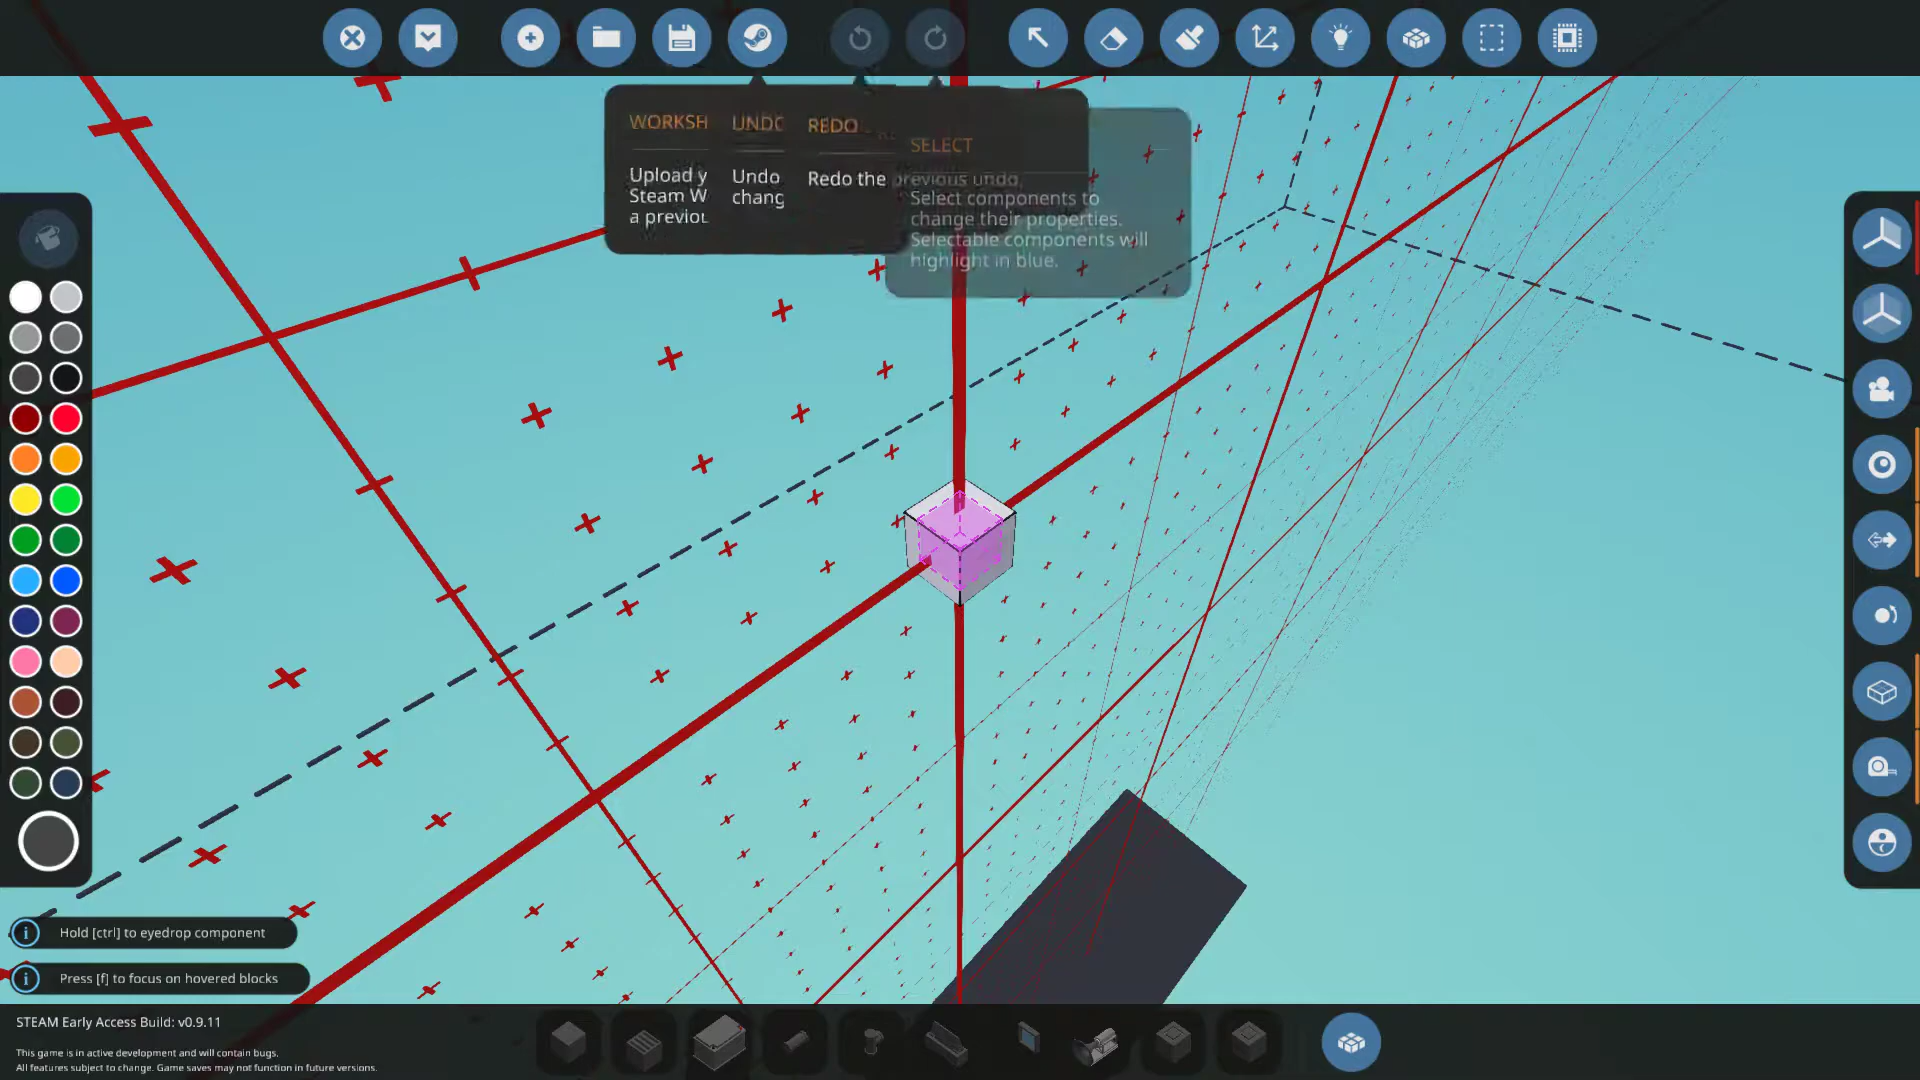 WORKSH
UNDO
REDO
SELECT
Upload y
Steam W
a previou
Undo
chang
Redo the previous undo.
Select components to
change their properties.
Selectable components will
highlight in blue.
Hold [ctrl] to eyedrop component
Press [f] to focus on hovered blocks
STEAM Early Access Build: v0.9.11
This game is in active development and will contain bugs.
All features subject to change. Game saves may not function in future versions.